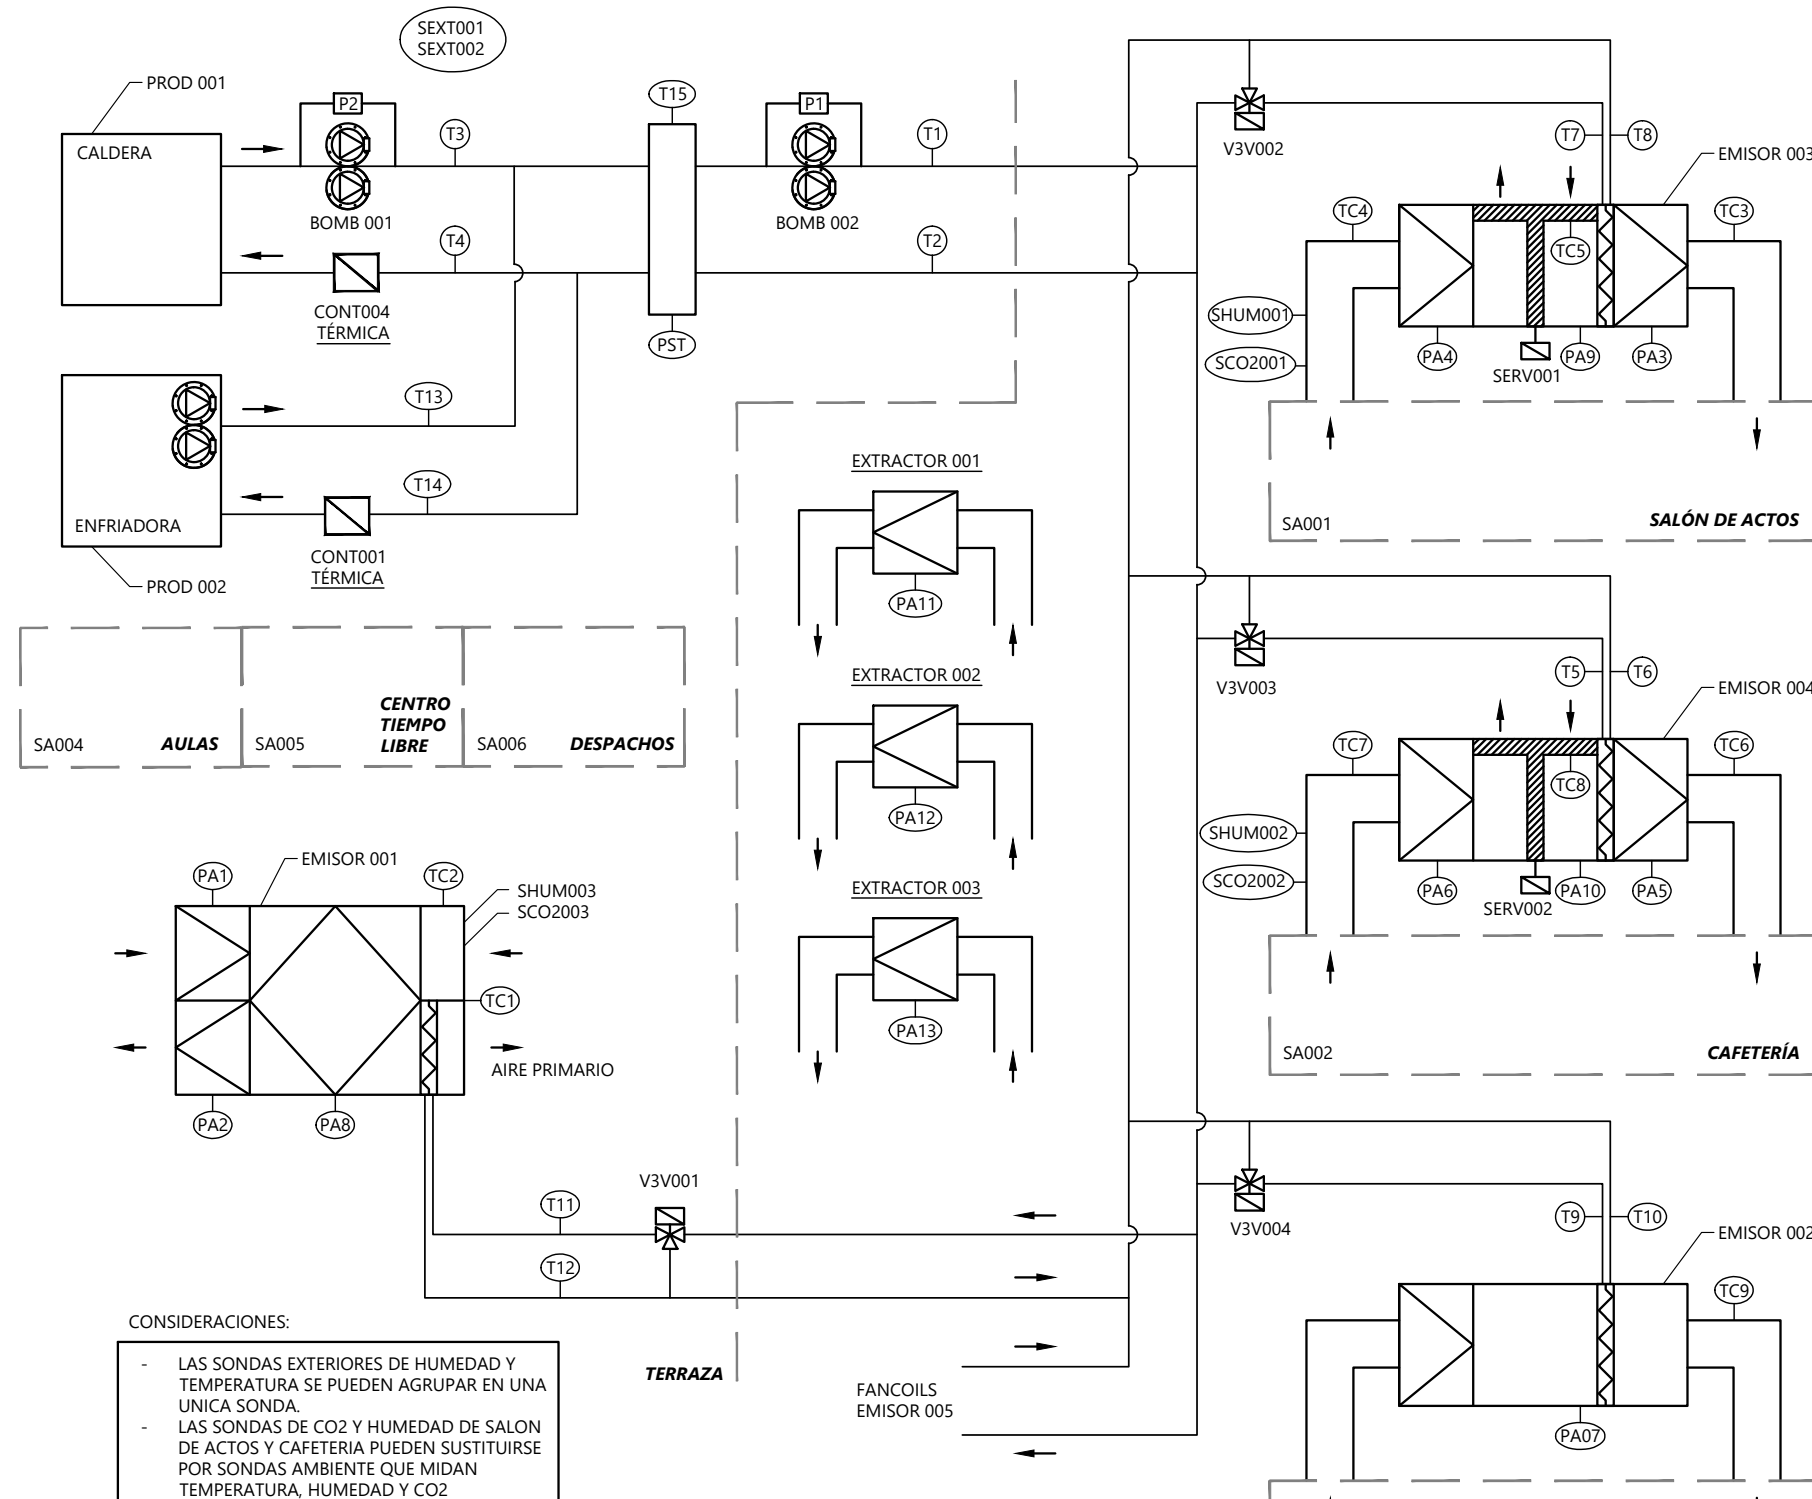 SEXT001
SEXT002
PROD 001
CALDERA
P2
BOMB 001
T3
T4
CONT004
TÉRMICA
T15
PST
P1
BOMB 002
T1
T2
ENFRIADORA
PROD 002
T13
T14
CONT001
TÉRMICA
V3V002
T7
T8
EMISOR 003
TC4
TC5
TC3
SHUM001
SCO2001
PA4
SERV001
PA9
PA3
SA001
SALÓN DE ACTOS
EXTRACTOR 001
PA11
EXTRACTOR 002
PA12
EXTRACTOR 003
PA13
SA004
AULAS
SA005
CENTRO
TIEMPO
LIBRE
SA006
DESPACHOS
V3V003
T5
T6
EMISOR 004
TC7
TC8
TC6
SHUM002
SCO2002
PA6
SERV002
PA10
PA5
SA002
CAFETERÍA
PA1
EMISOR 001
TC2
SHUM003
SCO2003
TC1
AIRE PRIMARIO
PA2
PA8
V3V001
T11
T12
V3V004
T9
T10
EMISOR 002
TC9
PA07
TERRAZA
FANCOILS
EMISOR 005
CONSIDERACIONES:
- LAS SONDAS EXTERIORES DE HUMEDAD Y
TEMPERATURA SE PUEDEN AGRUPAR EN UNA
UNICA SONDA.
- LAS SONDAS DE CO2 Y HUMEDAD DE SALON
DE ACTOS Y CAFETERIA PUEDEN SUSTITUIRSE
POR SONDAS AMBIENTE QUE MIDAN
TEMPERATURA, HUMEDAD Y CO2